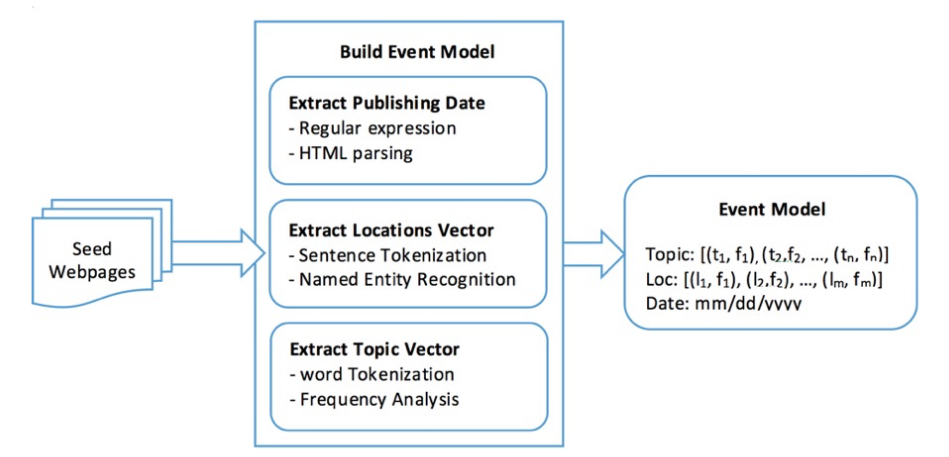 Build Event Model
Extract Publishing Date
- Regular expression
- HTML parsing
Seed
Webpages
Extract Locations Vector
- Sentence Tokenization
- Named Entity Recognition
Extract Topic Vector
- word Tokenization
- Frequency Analysis
Event Model
Topic: [(t₁, f₁), (t₂,f₂, ..., (tₙ, fₙ)]
Loc: [(l₁, f₁), (l₂,f₂), ..., (lₘ, fₘ)]
Date: mm/dd/vvvv